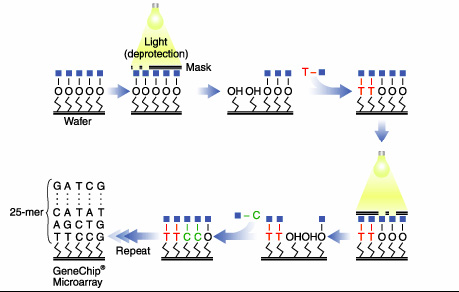 Light
(deprotection)
Mask
O O O O O
Wafer
O O O O O
OH OH O O O
T
T T O O O
G A T C G
C A T A T
A G C T G
T T C C G
25-mer
GeneChip®
Microarray
Repeat
T T C C O
C
T T OH OH O
T T O O O